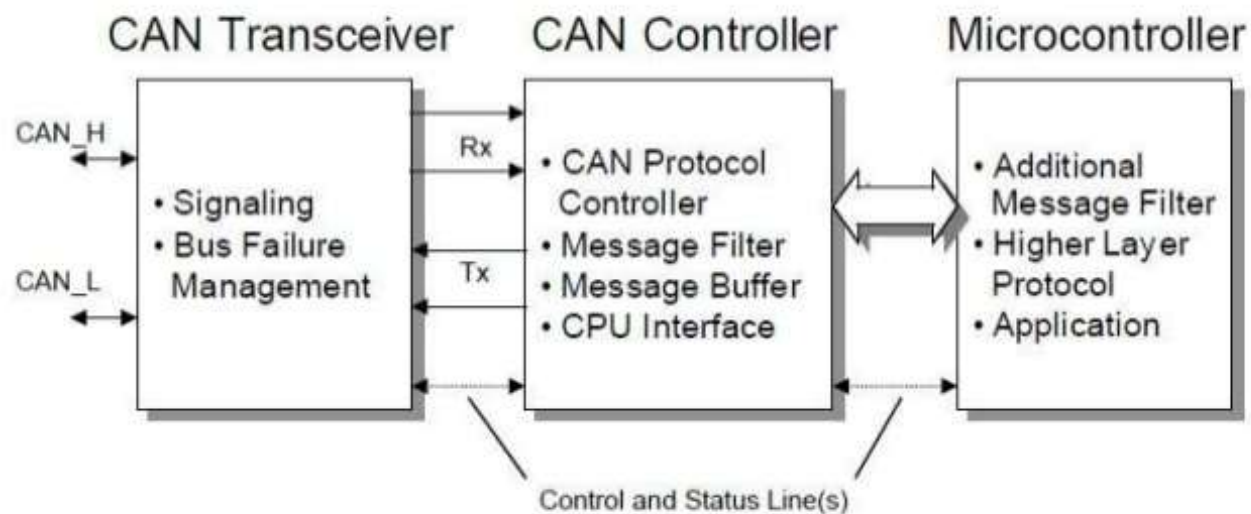 CAN Transceiver
CAN_H
CAN_L
• Signaling
• Bus Failure
Management
Rx
Tx
CAN Controller
• CAN Protocol
Controller
• Message Filter
• Message Buffer
• CPU Interface
Microcontroller
• Additional
Message Filter
• Higher Layer
Protocol
• Application
Control and Status Line(s)